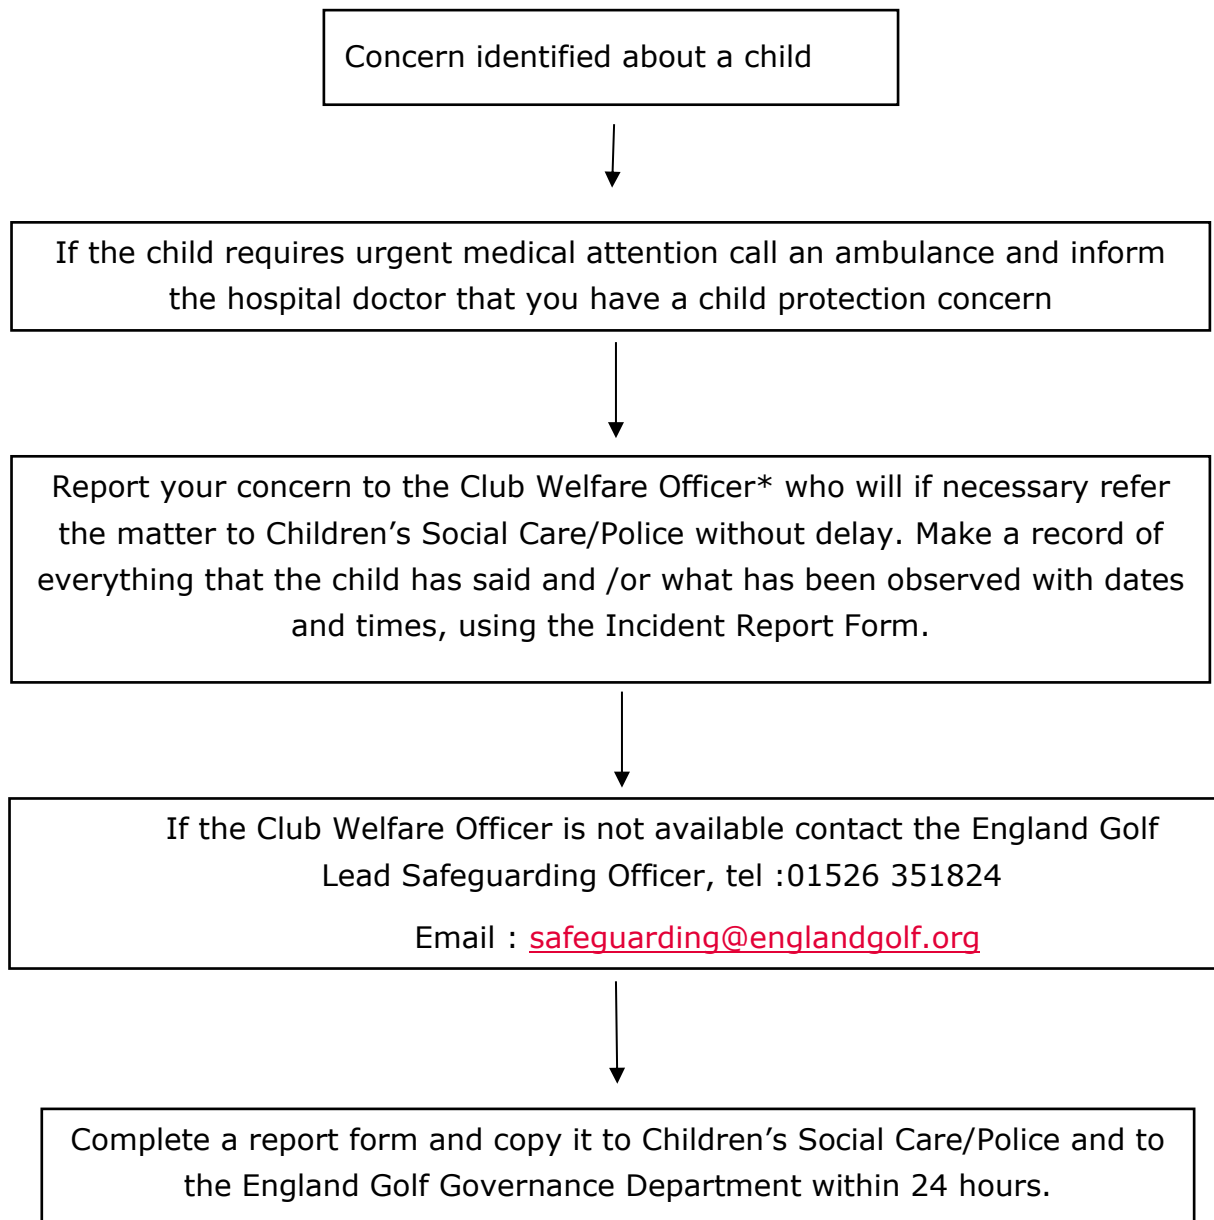 Concern identified about a child
If the child requires urgent medical attention call an ambulance and inform
the hospital doctor that you have a child protection concern
Report your concern to the Club Welfare Officer* who will if necessary refer
the matter to Children’s Social Care/Police without delay. Make a record of
everything that the child has said and /or what has been observed with dates
and times, using the Incident Report Form.
If the Club Welfare Officer is not available contact the England Golf
Lead Safeguarding Officer, tel :01526 351824
Email : safeguarding@englandgolf.org
Complete a report form and copy it to Children’s Social Care/Police and to
the England Golf Governance Department within 24 hours.